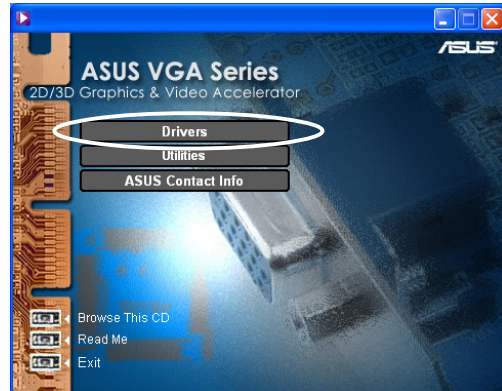 ASUS
ASUS VGA Series
2D/3D Graphics & Video Accelerator
Drivers
Utilities
ASUS Contact Info
Browse This CD
Read Me
Exit